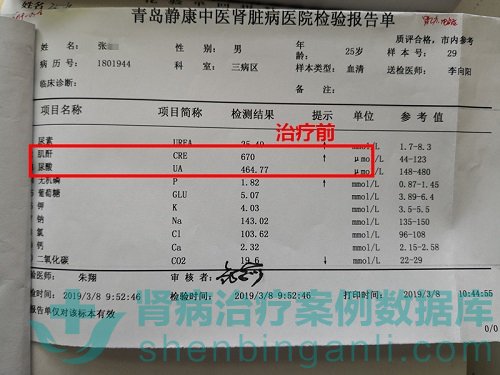 青岛静康中医肾脏病医院检验报告单
姓名: 张 性别: 男 年龄: 25岁 质评合格，市内参考
样本号: 29
病历号: 1801944 科室: 三病区 样本类型: 血清 送检医师: 李向阳
临床诊断:
项目名称 项目简称 检测结果 提示 单位 参考值
治疗前
尿素 UREA 25.49 ↑ mmol/L 1.7-8.3
肌酐 CRE 670 ↑ μmol/L 44-123
尿酸 UA 464.77 μmol/L 148-480
无机磷 P 1.82 ↑ mmol/L 0.87-1.45
葡萄糖 GLU 5.07 mmol/L 3.89-6.4
钾 K 4.03 mmol/L 3.5-5.5
钠 Na 143.02 mmol/L 135-150
氯 Cl 103.62 mmol/L 96-108
钙 Ca 2.32 mmol/L 2.15-2.58
二氧化碳 CO2 19.6 ↓ mmol/L 22-29
验医师: 朱翔 审核者:
检验时间: 2019/3/8 9:52:46 检验时间: 2019/3/8 9:52:46 打印时间: 2019/3/8 10:44:55
报告单仅对该标本有效
0/0
肾病治疗案例数据库
shenbinganli.com